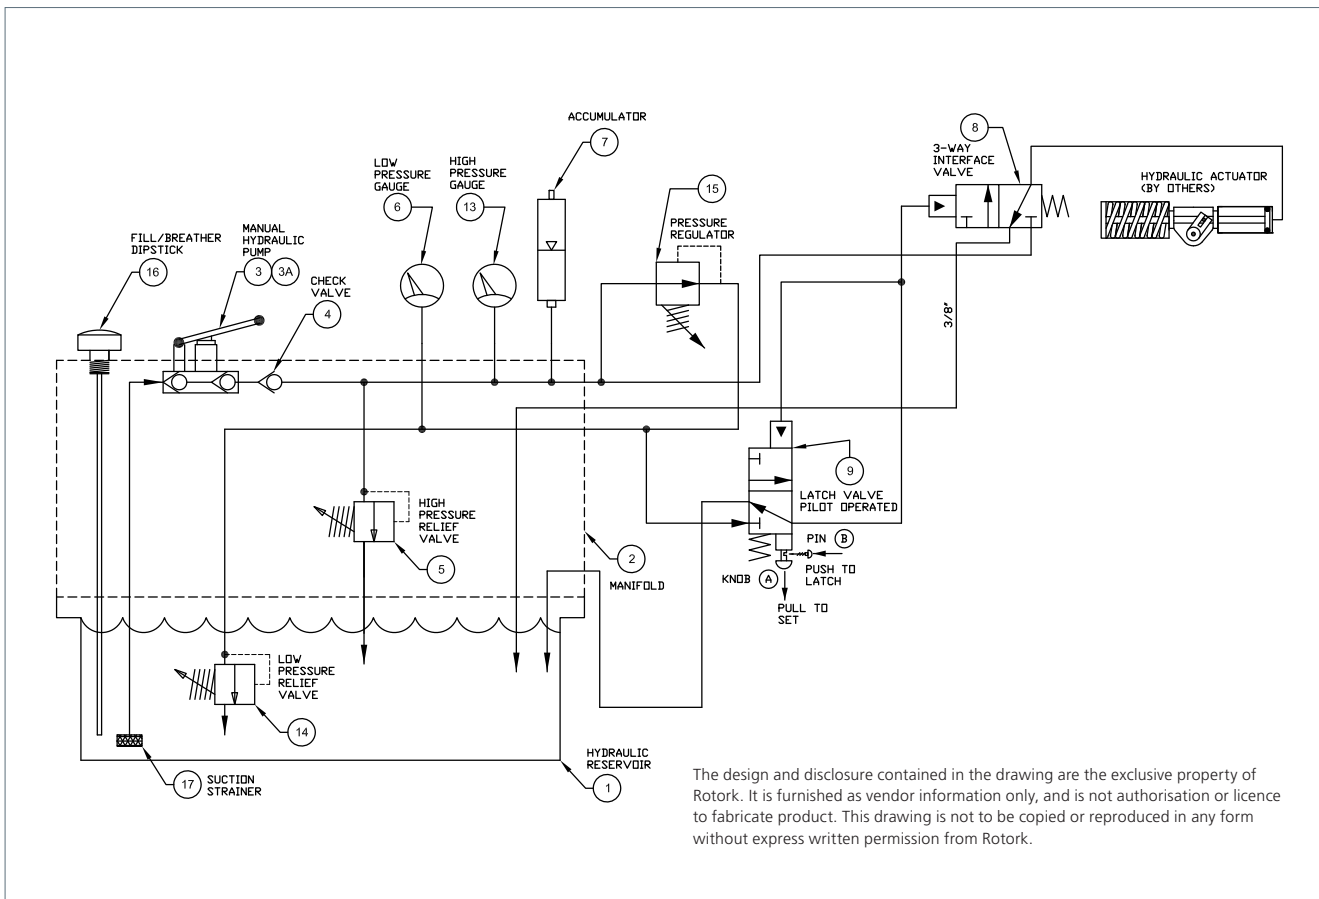 ACCUMULATOR
7
8
3-WAY
INTERFACE
VALVE
LOW
PRESSURE
GAUGE
6
HIGH
PRESSURE
GAUGE
13
15
PRESSURE
REGULATOR
HYDRAULIC ACTUATOR
(BY OTHERS)
FILL/BREATHER
DIPSTICK
16
MANUAL
HYDRAULIC
PUMP
3
3A
CHECK
VALVE
4
3/8"
9
LATCH VALVE
PILOT OPERATED
HIGH
PRESSURE
RELIEF
VALVE
5
2
MANIFOLD
PIN B
PUSH TO
LATCH
KNOB A
PULL TO
SET
LOW
PRESSURE
RELIEF
VALVE
14
17
SUCTION
STRAINER
HYDRAULIC
RESERVOIR
1
The design and disclosure contained in the drawing are the exclusive property of
Rotork. It is furnished as vendor information only, and is not authorisation or licence
to fabricate product. This drawing is not to be copied or reproduced in any form
without express written permission from Rotork.